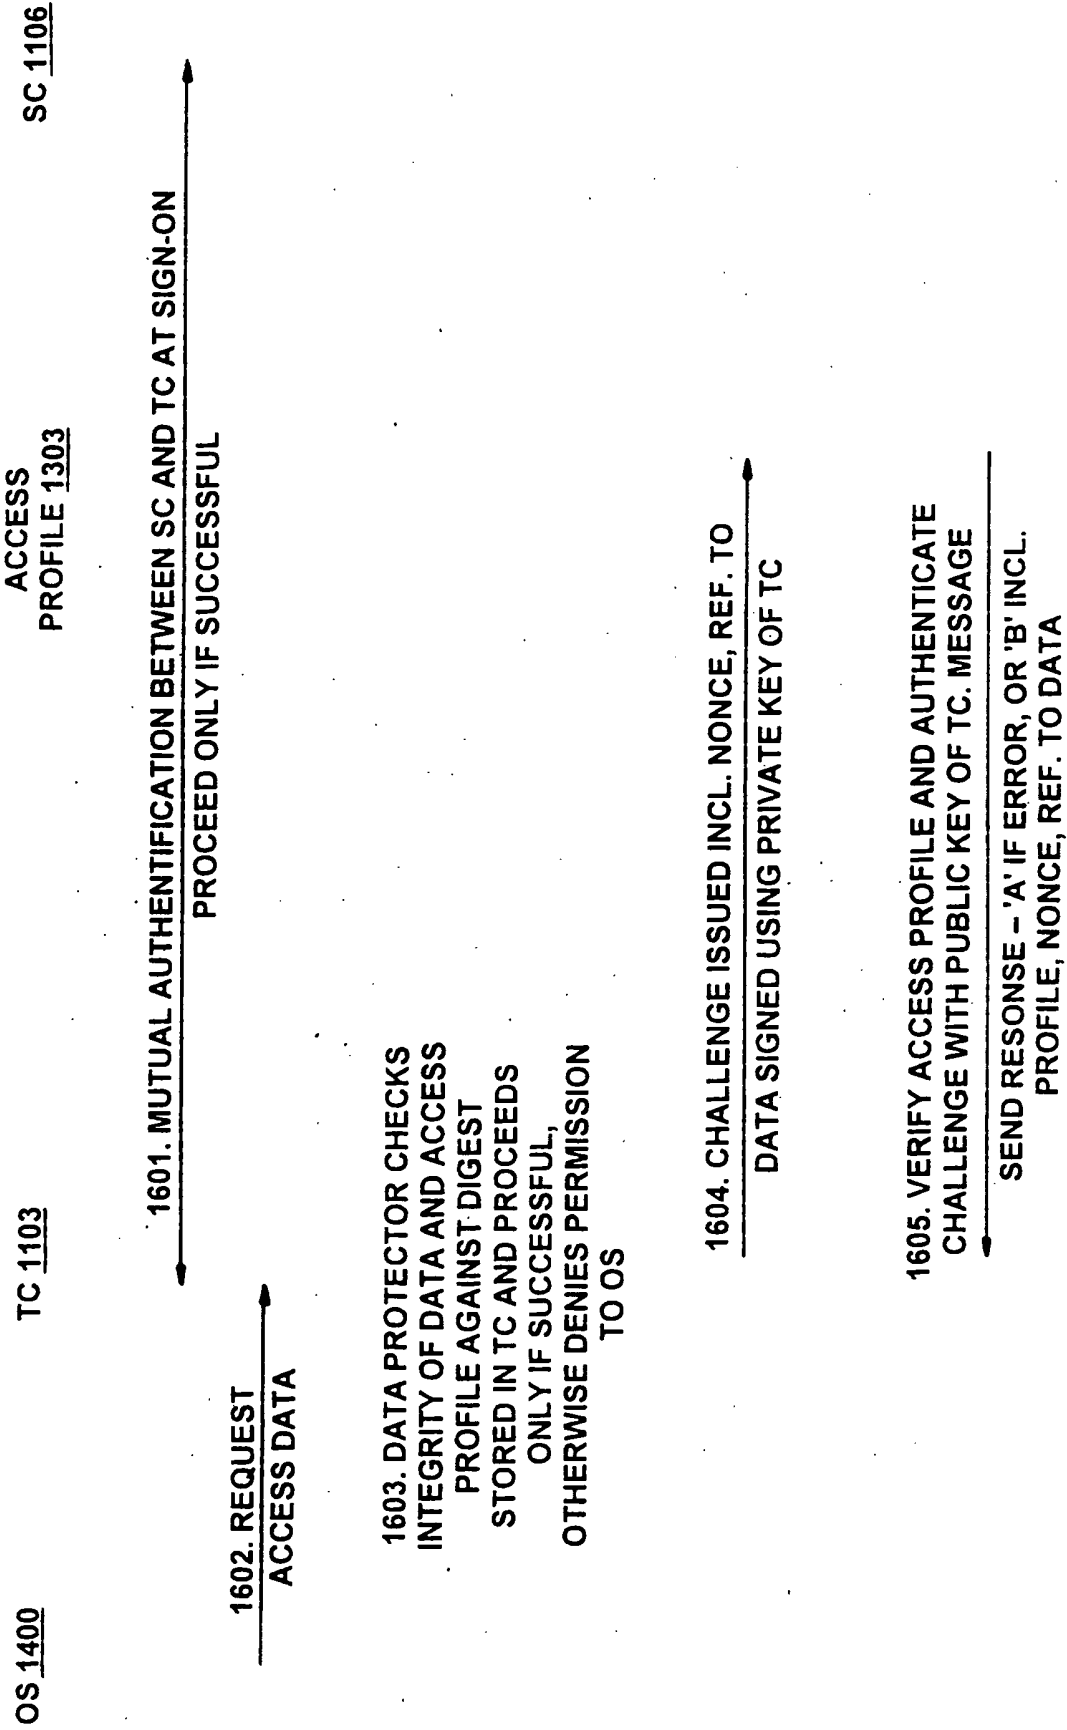 OS 1400
TC 1103
ACCESS
PROFILE 1303
SC 1106
1601. MUTUAL AUTHENTIFICATION BETWEEN SC AND TC AT SIGN-ON
PROCEED ONLY IF SUCCESSFUL
1602. REQUEST
ACCESS DATA
1603. DATA PROTECTOR CHECKS
INTEGRITY OF DATA AND ACCESS
PROFILE AGAINST DIGEST
STORED IN TC AND PROCEEDS
ONLY IF SUCCESSFUL,
OTHERWISE DENIES PERMISSION
TO OS
1604. CHALLENGE ISSUED INCL. NONCE, REF. TO
DATA SIGNED USING PRIVATE KEY OF TC
1605. VERIFY ACCESS PROFILE AND AUTHENTICATE
CHALLENGE WITH PUBLIC KEY OF TC. MESSAGE
SEND RESONSE – 'A' IF ERROR, OR 'B' INCL.
PROFILE, NONCE, REF. TO DATA